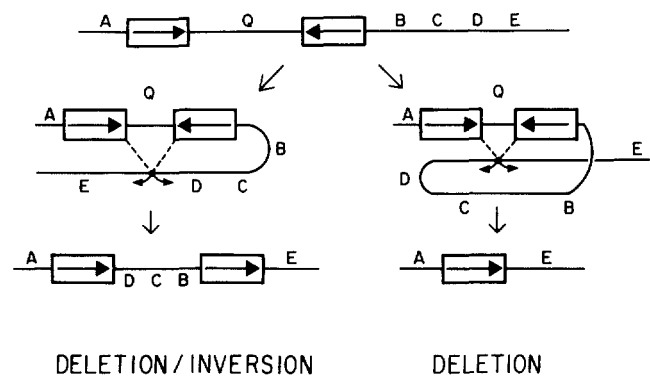 A Q B C D E
Q Q
A B A E
E D C D C B
A D C B E A E
DELETION/INVERSION DELETION